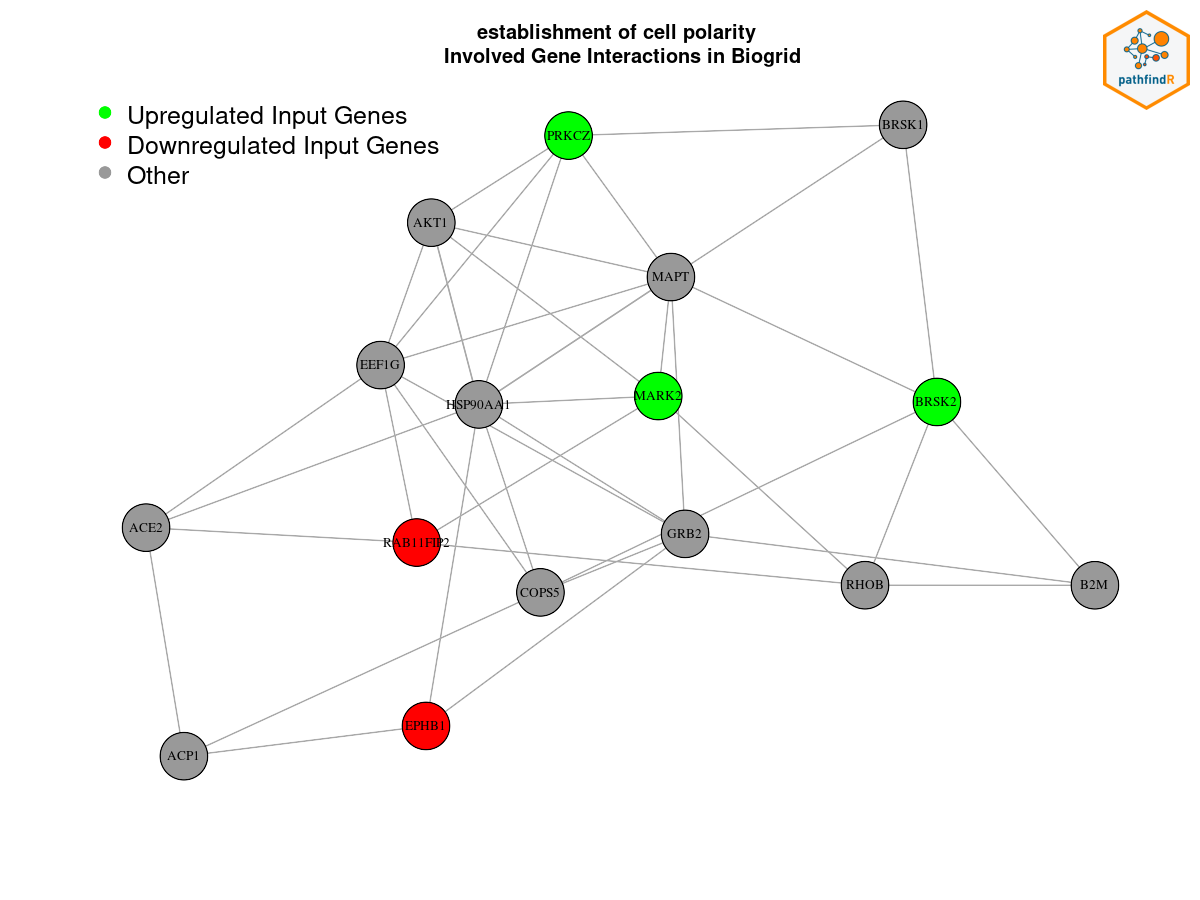 establishment of cell polarity
Involved Gene Interactions in Biogrid
pathfindR
Upregulated Input Genes
Downregulated Input Genes
Other
PRKCZ
BRSK1
AKT1
MAPT
EEF1G
HSP90AA1
MARK2
BRSK2
ACE2
RAB11FIP2
GRB2
COPS5
RHOB
B2M
EPHB1
ACP1